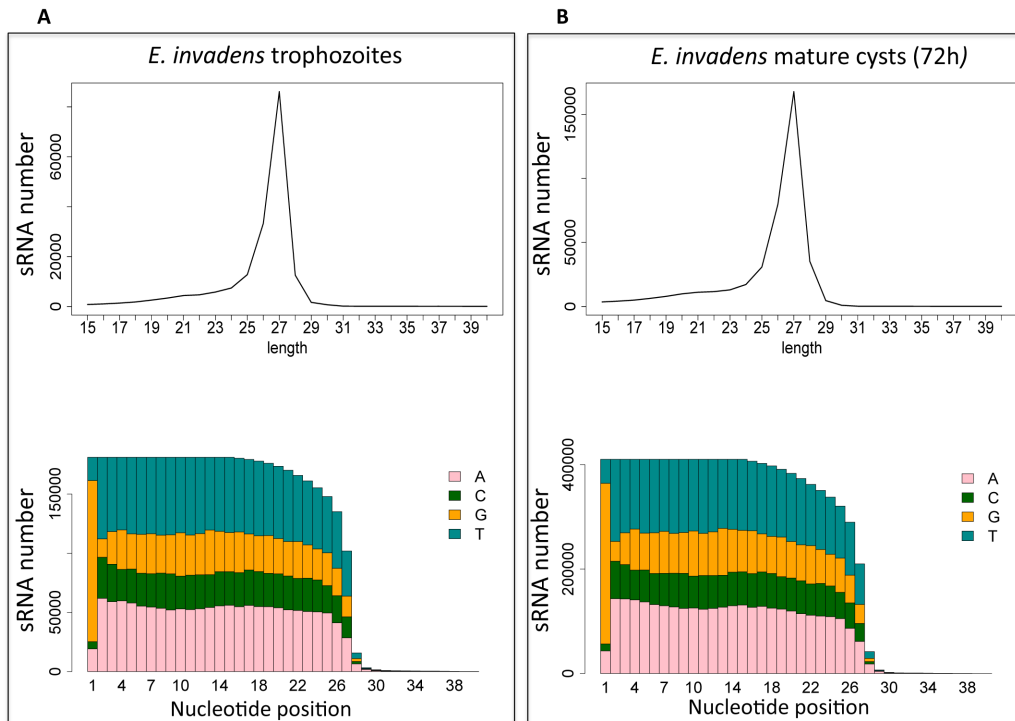 A
E. invadens trophozoites
sRNA number
0 20000 60000
15 17 19 21 23 25 27 29 31 33 35 37 39
length
sRNA number
0 50000 150000
A
C
G
T
1 4 7 10 14 18 22 26 30 34 38
Nucleotide position
B
E. invadens mature cysts (72h)
sRNA number
0 50000 150000
15 17 19 21 23 25 27 29 31 33 35 37 39
length
sRNA number
0 200000 400000
A
C
G
T
1 4 7 10 14 18 22 26 30 34 38
Nucleotide position